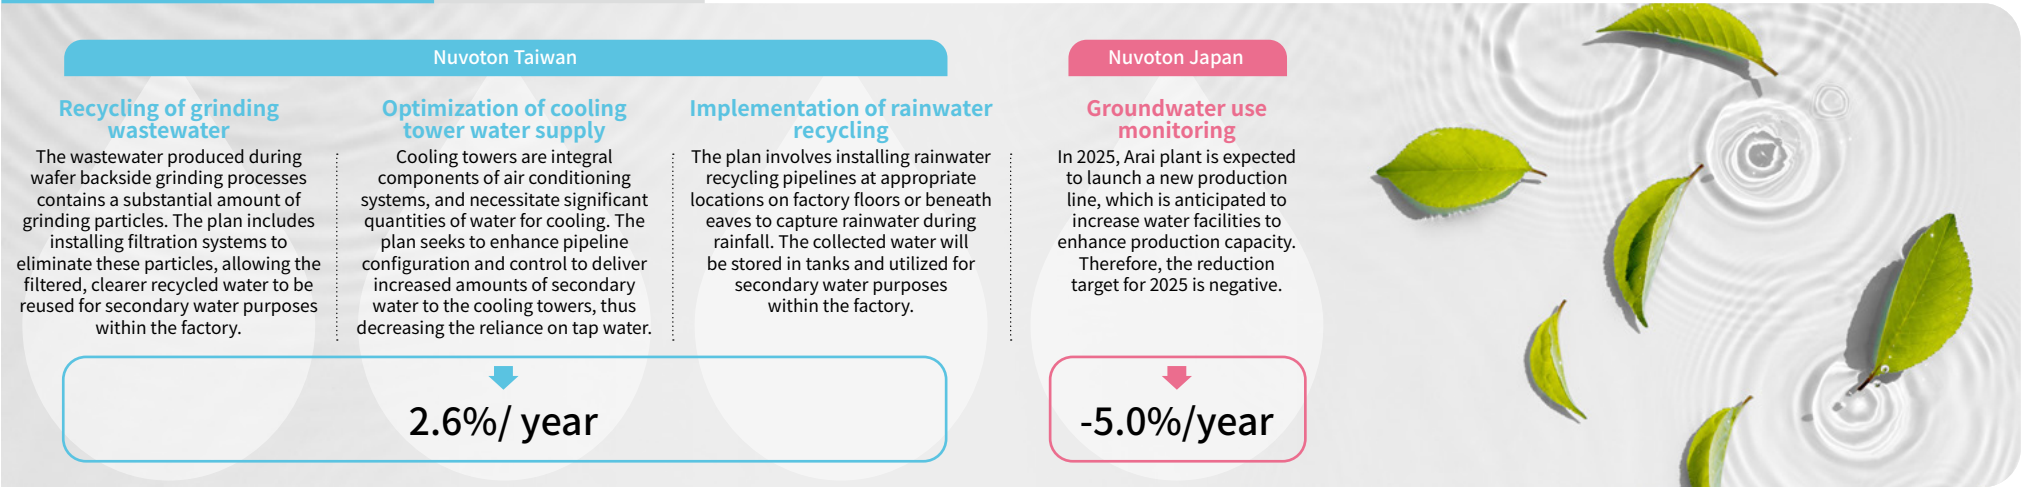 Nuvoton Taiwan
Recycling of grinding
wastewater
The wastewater produced during
wafer backside grinding processes
contains a substantial amount of
grinding particles. The plan includes
installing filtration systems to
eliminate these particles, allowing the
filtered, clearer recycled water to be
reused for secondary water purposes
within the factory.
Optimization of cooling
tower water supply
Cooling towers are integral
components of air conditioning
systems, and necessitate significant
quantities of water for cooling. The
plan seeks to enhance pipeline
configuration and control to deliver
increased amounts of secondary
water to the cooling towers, thus
decreasing the reliance on tap water.
Implementation of rainwater
recycling
The plan involves installing rainwater
recycling pipelines at appropriate
locations on factory floors or beneath
eaves to capture rainwater during
rainfall. The collected water will
be stored in tanks and utilized for
secondary water purposes
within the factory.
2.6%/ year
Nuvoton Japan
Groundwater use
monitoring
In 2025, Arai plant is expected
to launch a new production
line, which is anticipated to
increase water facilities to
enhance production capacity.
Therefore, the reduction
target for 2025 is negative.
-5.0%/year